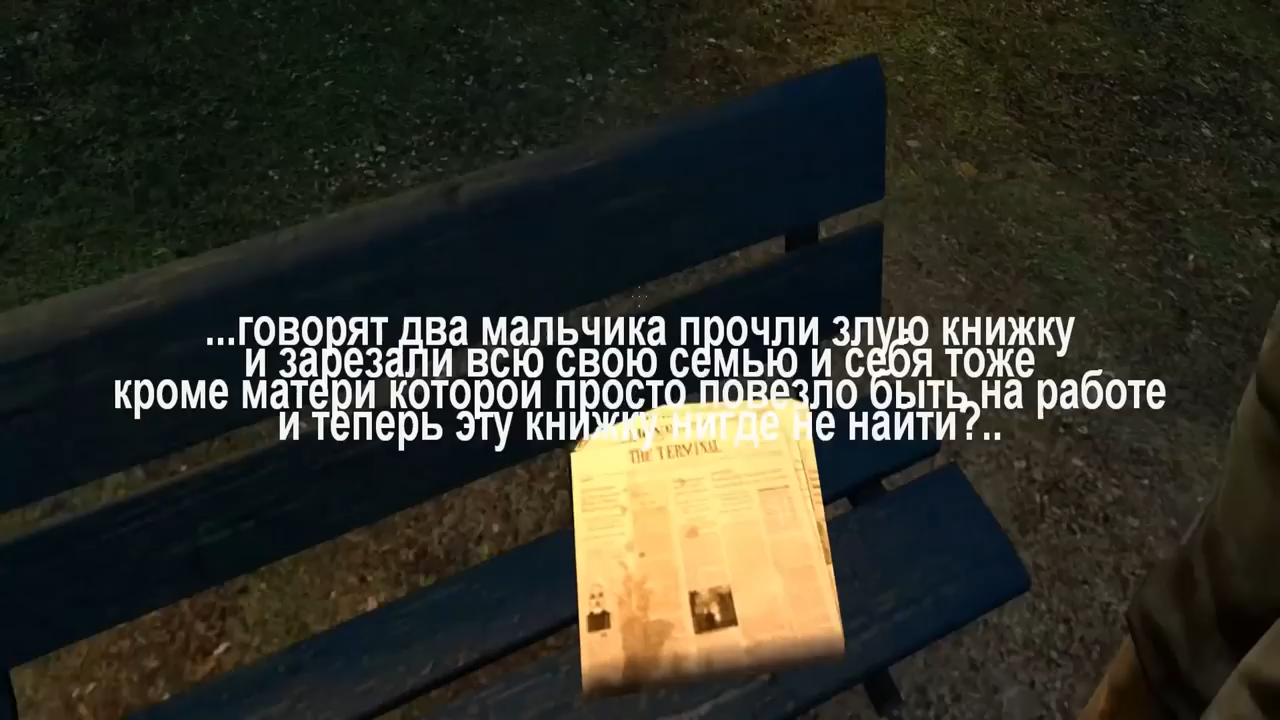 ...говорят два мальчика прочли злую книжку
и зарезали всю свою семью и себя тоже
кроме матери которой просто повезло быть на работе
и теперь эту книжку нигде не найти?..
THE TERMINAL